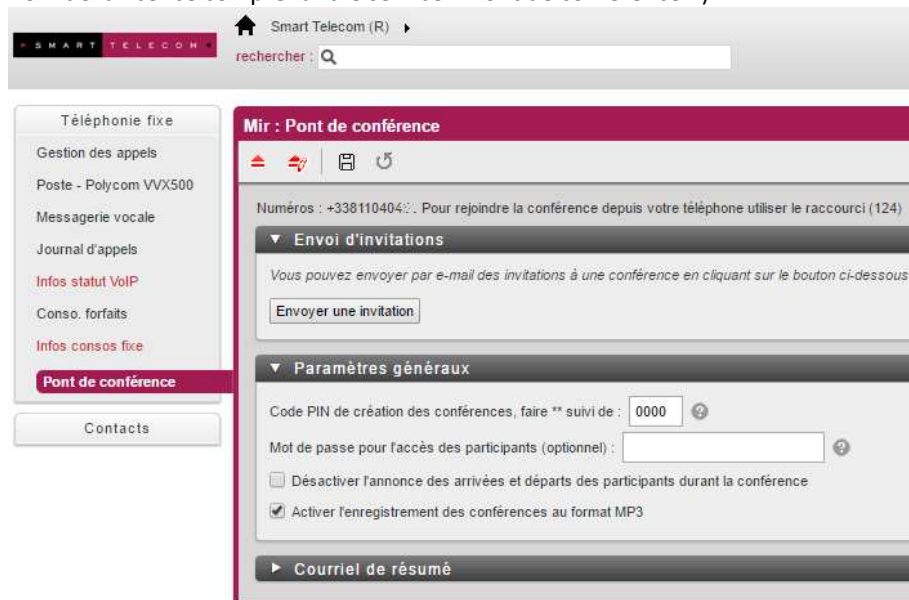 Smart Telecom (R)
SMART TELECOM
rechercher :
Téléphonie fixe
Gestion des appels
Poste - Polycom VVX500
Messagerie vocale
Journal d'appels
Infos statut VoIP
Conso. forfaits
Infos consos fixe
Pont de conférence
Contacts
Mir : Pont de conférence
Numéros : +338110404 . Pour rejoindre la conférence depuis votre téléphone utiliser le raccourci (124)
Envoi d'invitations
Vous pouvez envoyer par e-mail des invitations à une conférence en cliquant sur le bouton ci-dessous
Envoyer une invitation
Paramètres généraux
Code PIN de création des conférences, faire ** suivi de : 0000
Mot de passe pour l'accès des participants (optionnel) :
Désactiver l'annonce des arrivées et départs des participants durant la conférence
Activer l'enregistrement des conférences au format MP3
Courriel de résumé